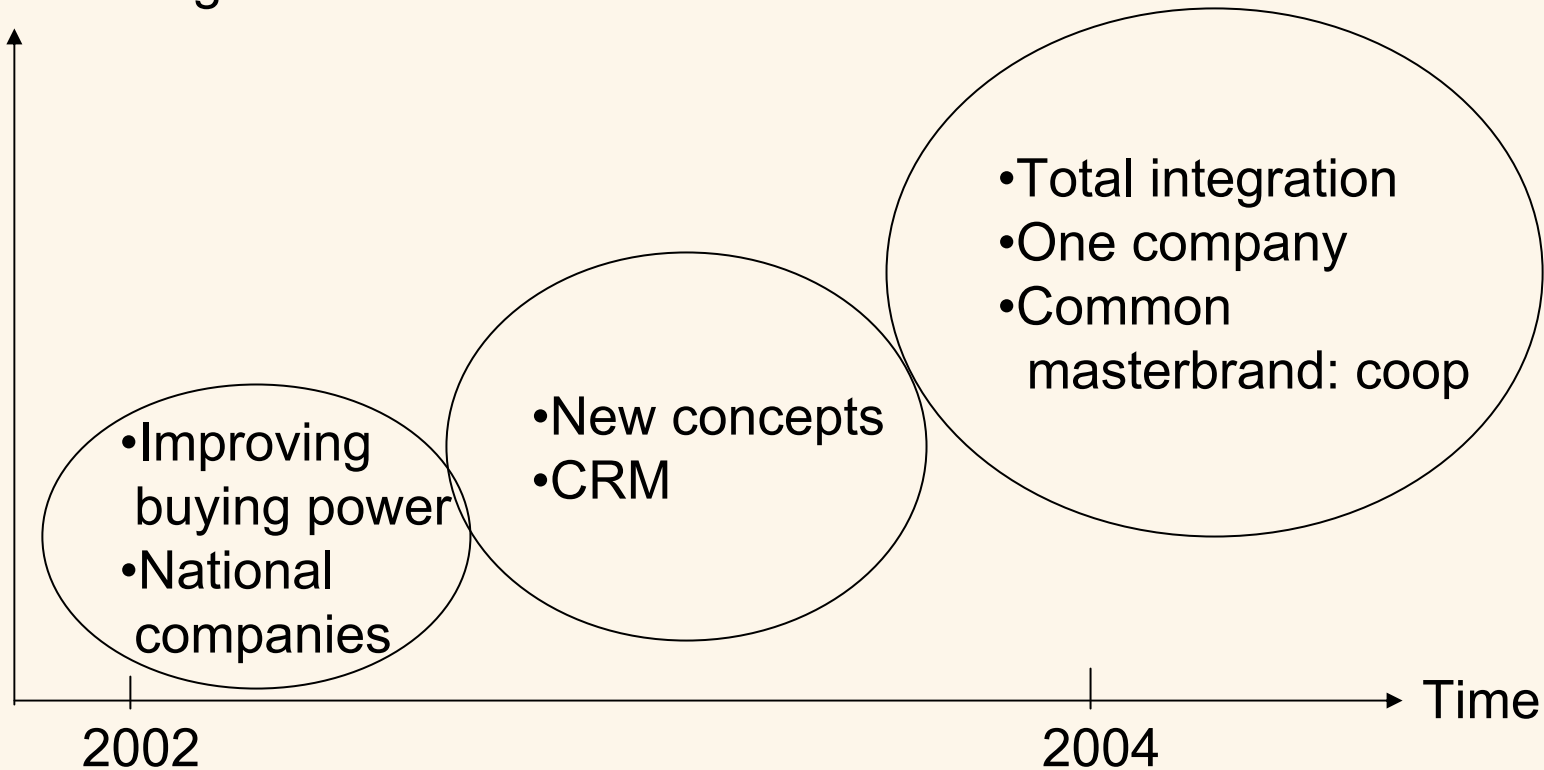 •Improving
buying power
•National
companies
•New concepts
•CRM
•Total integration
•One company
•Common
masterbrand: coop
Time
2002
2004